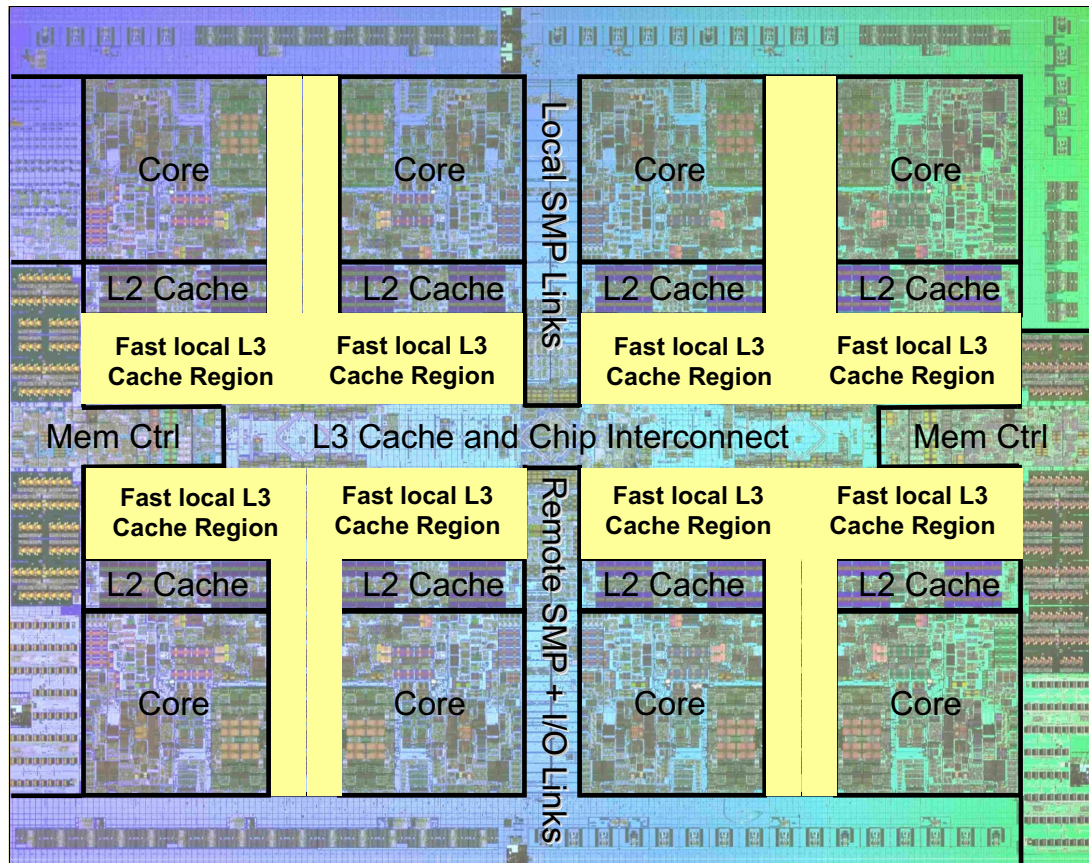 Core
Core
Core
Core
Local SMP Links
L2 Cache
L2 Cache
L2 Cache
L2 Cache
Fast local L3
Cache Region
Fast local L3
Cache Region
Fast local L3
Cache Region
Fast local L3
Cache Region
Mem Ctrl
L3 Cache and Chip Interconnect
Mem Ctrl
Fast local L3
Cache Region
Fast local L3
Cache Region
Fast local L3
Cache Region
Fast local L3
Cache Region
Remote SMP + I/O Links
L2 Cache
L2 Cache
L2 Cache
L2 Cache
Core
Core
Core
Core